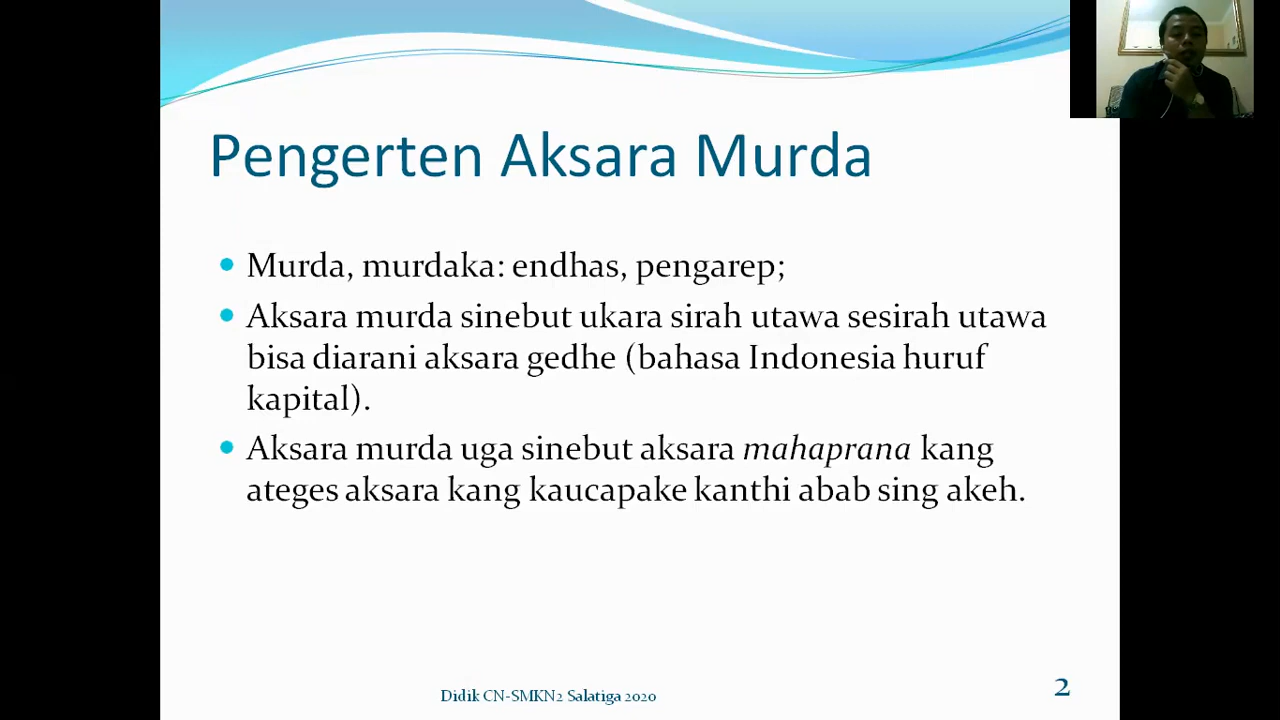 Pengerten Aksara Murda
Murda, murdaka: endhas, pengarep;
Aksara murda sinebut ukara sirah utawa sesirah utawa
bisa diarani aksara gedhe (bahasa Indonesia huruf
kapital).
Aksara murda uga sinebut aksara mahaprana kang
ateges aksara kang kaucapake kanthi abab sing akeh.
Didik CN-SMKN2 Salatiga 2020
2